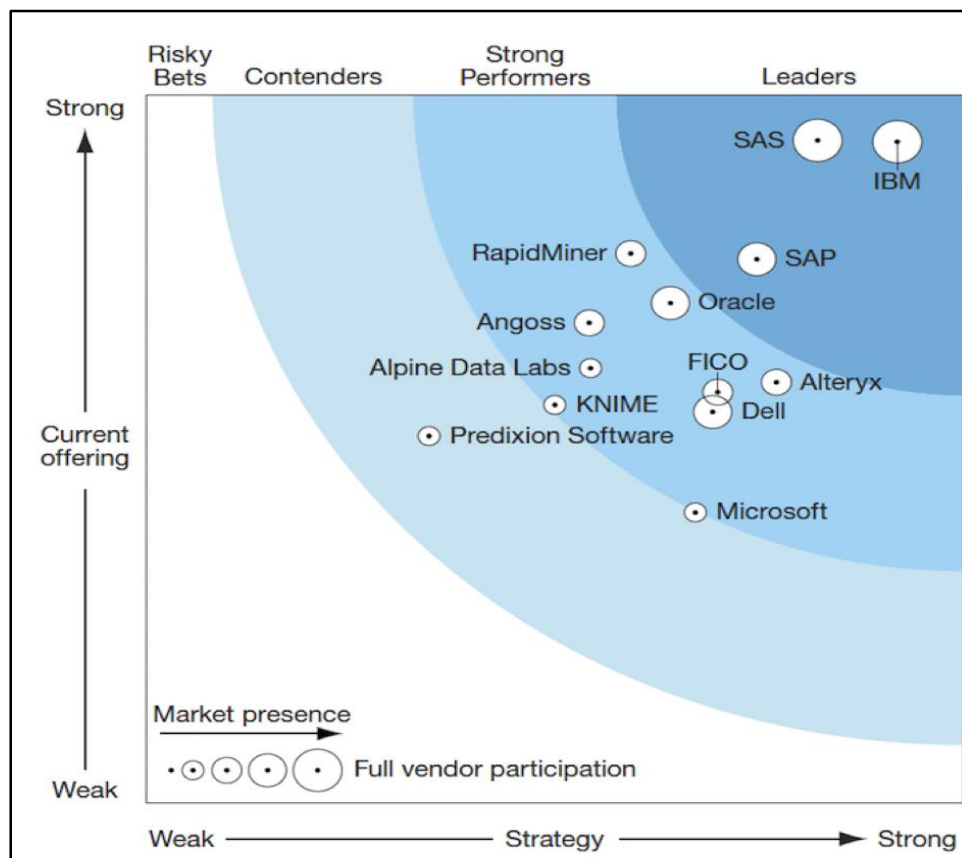 Risky
Bets
Contenders
Strong
Performers
Leaders
Strong
SAS
IBM
RapidMiner
SAP
Oracle
Angoss
FICO
Alpine Data Labs
Alteryx
KNIME
Dell
Current
offering
Predixion Software
Microsoft
Market presence
Full vendor participation
Weak
Weak
Strategy
Strong